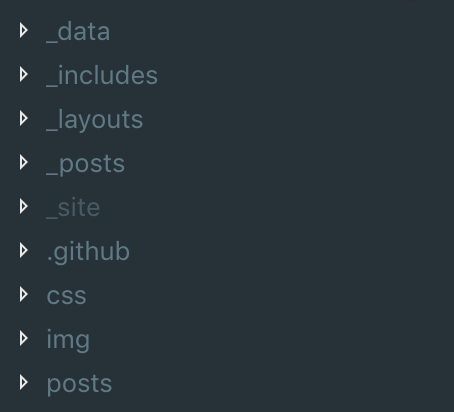 _data
_includes
_layouts
_posts
_site
.github
css
img
posts